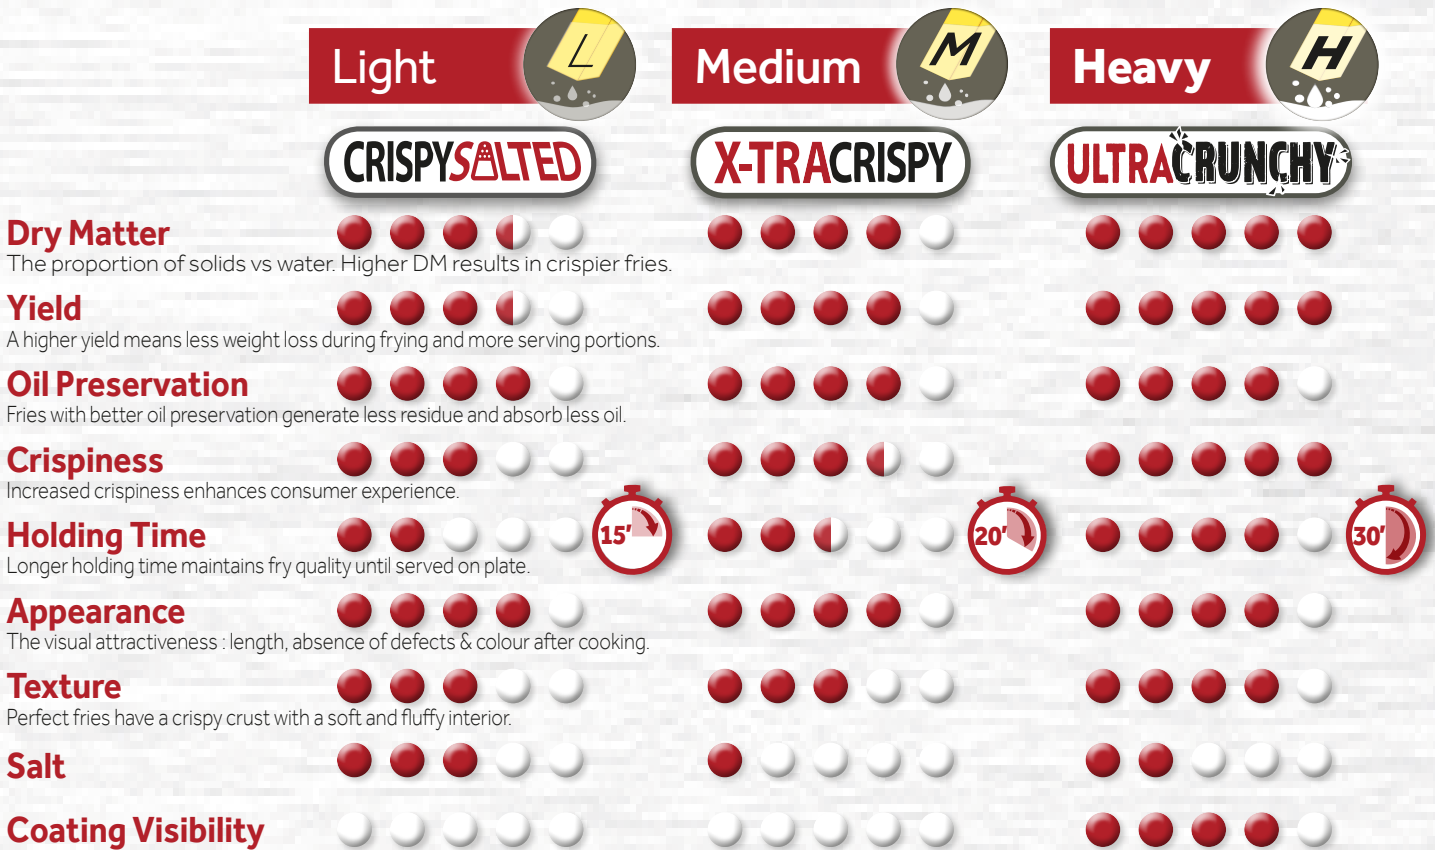 Light L Medium M Heavy H
CRISPYSALTED X-TRACRISPY ULTRACRUNCHY
Dry Matter
The proportion of solids vs water. Higher DM results in crispier fries.
Yield
A higher yield means less weight loss during frying and more serving portions.
Oil Preservation
Fries with better oil preservation generate less residue and absorb less oil.
Crispiness
Increased crispiness enhances consumer experience.
Holding Time 15' 20' 30'
Longer holding time maintains fry quality until served on plate.
Appearance
The visual attractiveness : length, absence of defects & colour after cooking.
Texture
Perfect fries have a crispy crust with a soft and fluffy interior.
Salt
Coating Visibility